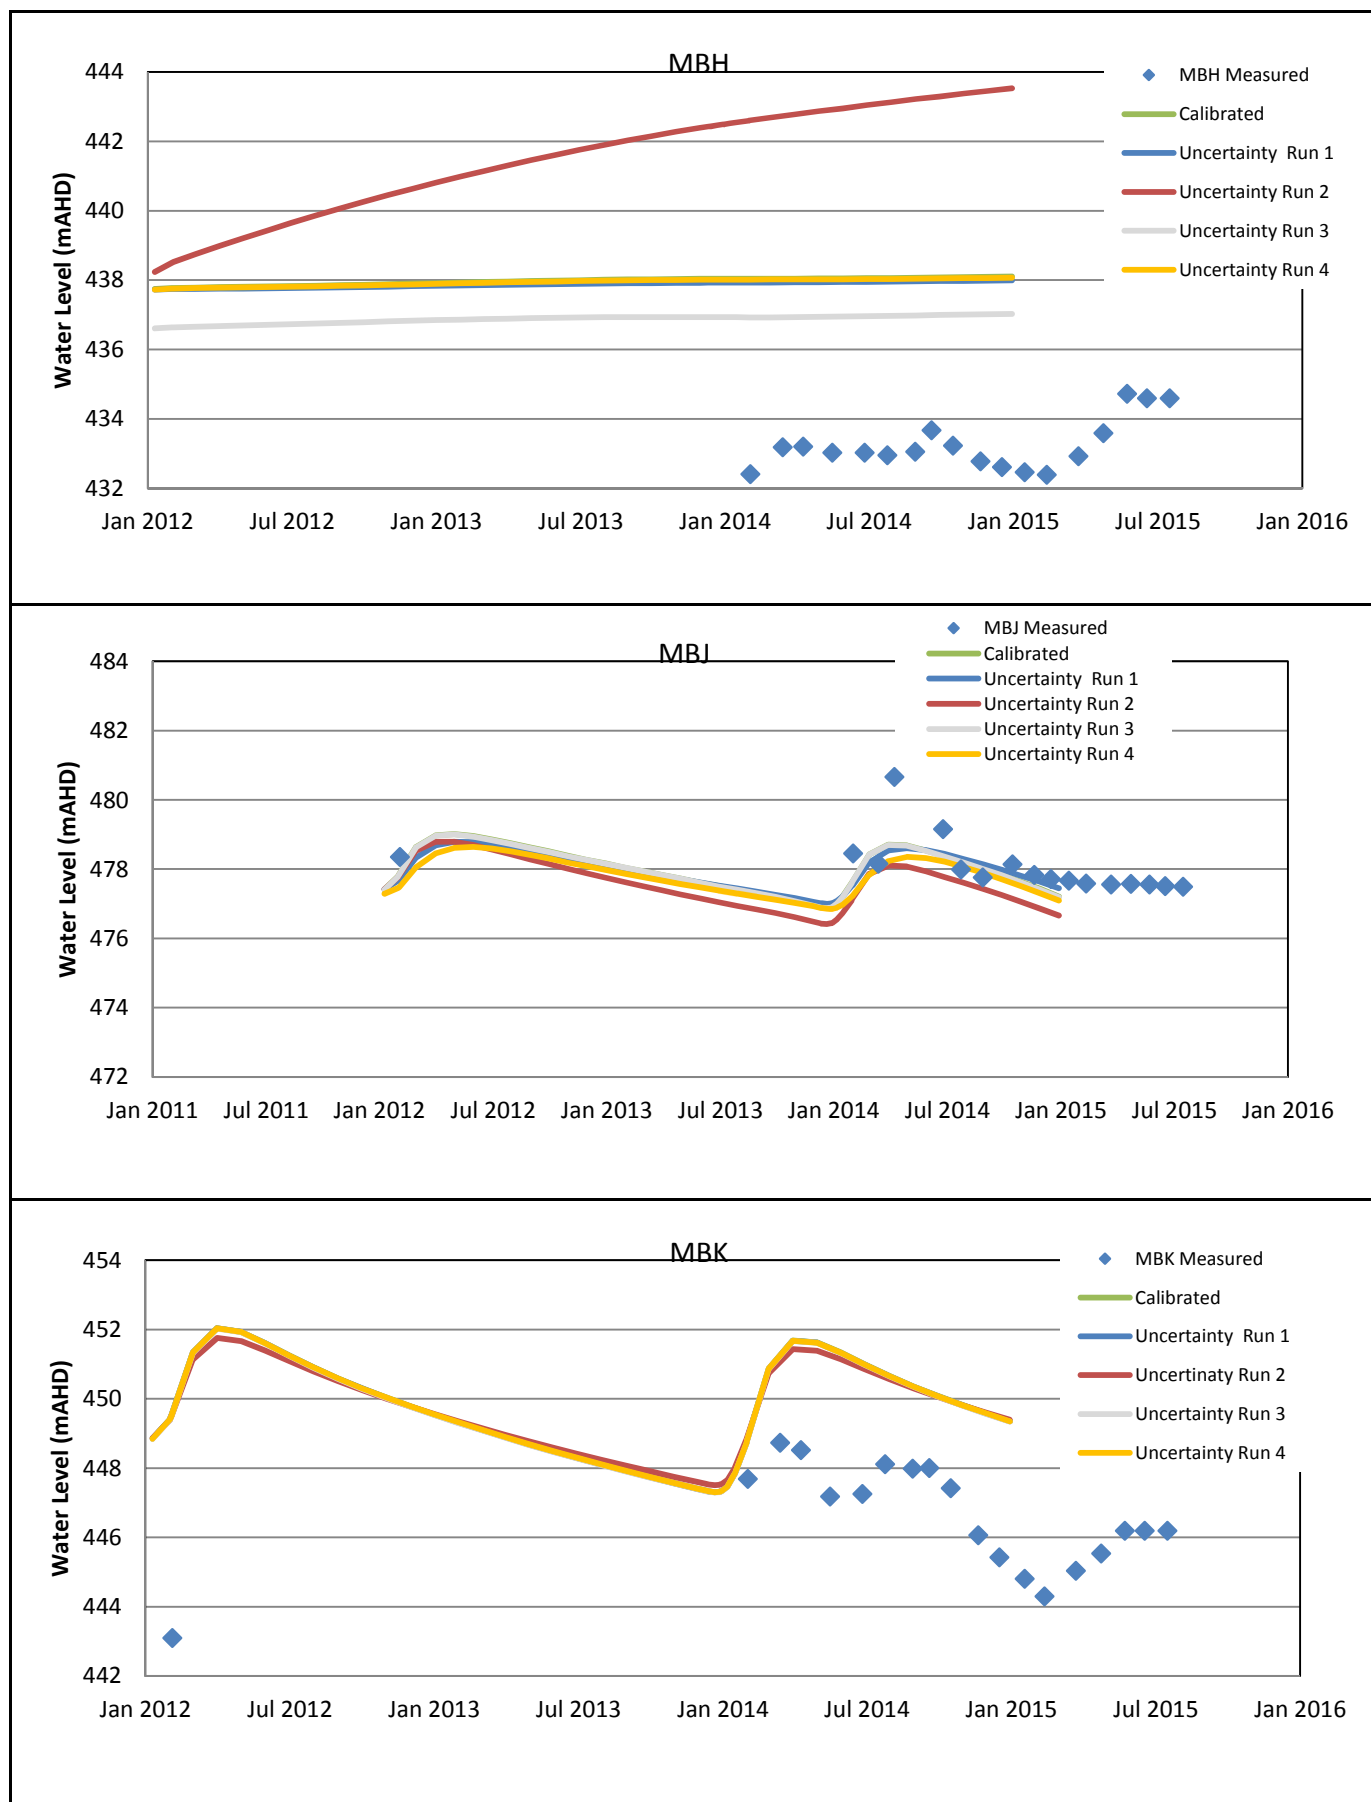 MBH
444
442
440
438
436
434
432
Water Level (mAHD)
Jan 2012 Jul 2012 Jan 2013 Jul 2013 Jan 2014 Jul 2014 Jan 2015 Jul 2015 Jan 2016
MBH Measured
Calibrated
Uncertainty  Run 1
Uncertainty Run 2
Uncertainty Run 3
Uncertainty Run 4
MBJ
484
482
480
478
476
474
472
Water Level (mAHD)
Jan 2011 Jul 2011 Jan 2012 Jul 2012 Jan 2013 Jul 2013 Jan 2014 Jul 2014 Jan 2015 Jul 2015 Jan 2016
MBJ Measured
Calibrated
Uncertainty  Run 1
Uncertainty Run 2
Uncertainty Run 3
Uncertainty Run 4
MBK
454
452
450
448
446
444
442
Water Level (mAHD)
Jan 2012 Jul 2012 Jan 2013 Jul 2013 Jan 2014 Jul 2014 Jan 2015 Jul 2015 Jan 2016
MBK Measured
Calibrated
Uncertainty  Run 1
Uncertinaty Run 2
Uncertainty Run 3
Uncertainty Run 4